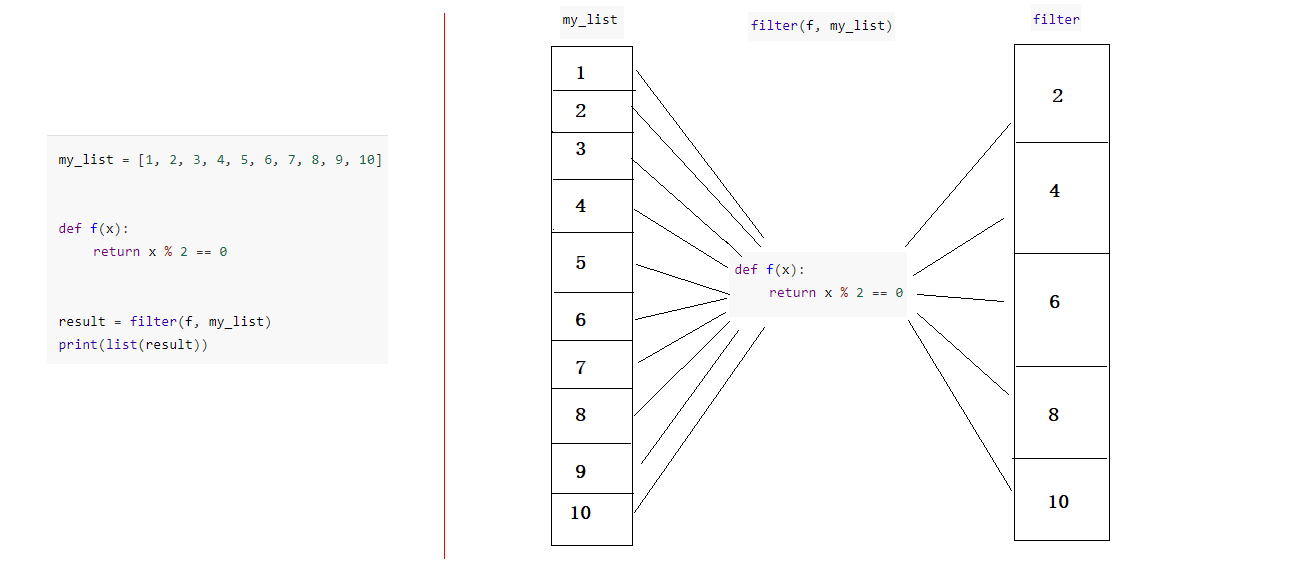 my_list = [1, 2, 3, 4, 5, 6, 7, 8, 9, 10]
def f(x):
    return x % 2 == 0
result = filter(f, my_list)
print(list(result))
my_list
1
2
3
4
5
6
7
8
9
10
filter(f, my_list)
def f(x):
    return x % 2 == 0
filter
2
4
6
8
10